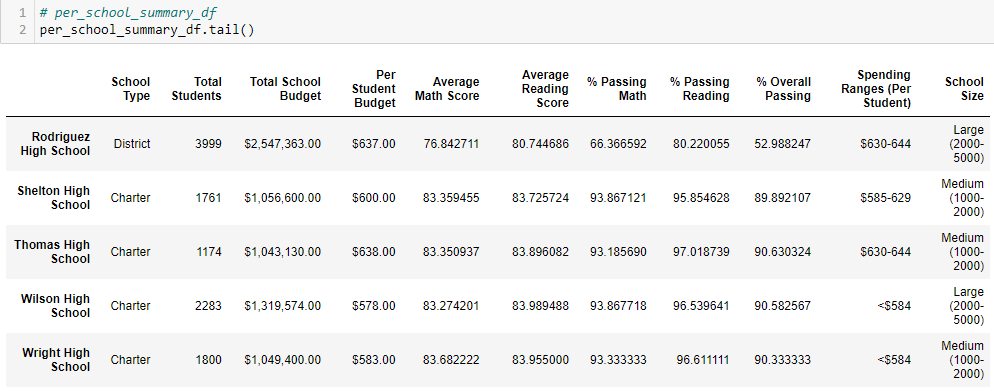 1 # per_school_summary_df
2 per_school_summary_df.tail()
School Type Total Students Total School Budget Per Student Budget Average Math Score Average Reading Score % Passing Math % Passing Reading % Overall Passing Spending Ranges (Per Student) School Size
Rodriguez High School District 3999 $2,547,363.00 $637.00 76.842711 80.744686 66.366592 80.220055 52.988247 $630-644 Large (2000-5000)
Shelton High School Charter 1761 $1,056,600.00 $600.00 83.359455 83.725724 93.867121 95.854628 89.892107 $585-629 Medium (1000-2000)
Thomas High School Charter 1174 $1,043,130.00 $638.00 83.350937 83.896082 93.185690 97.018739 90.630324 $630-644 Medium (1000-2000)
Wilson High School Charter 2283 $1,319,574.00 $578.00 83.274201 83.989488 93.867718 96.539641 90.582567 <$584 Large (2000-5000)
Wright High School Charter 1800 $1,049,400.00 $583.00 83.682222 83.955000 93.333333 96.611111 90.333333 <$584 Medium (1000-2000)